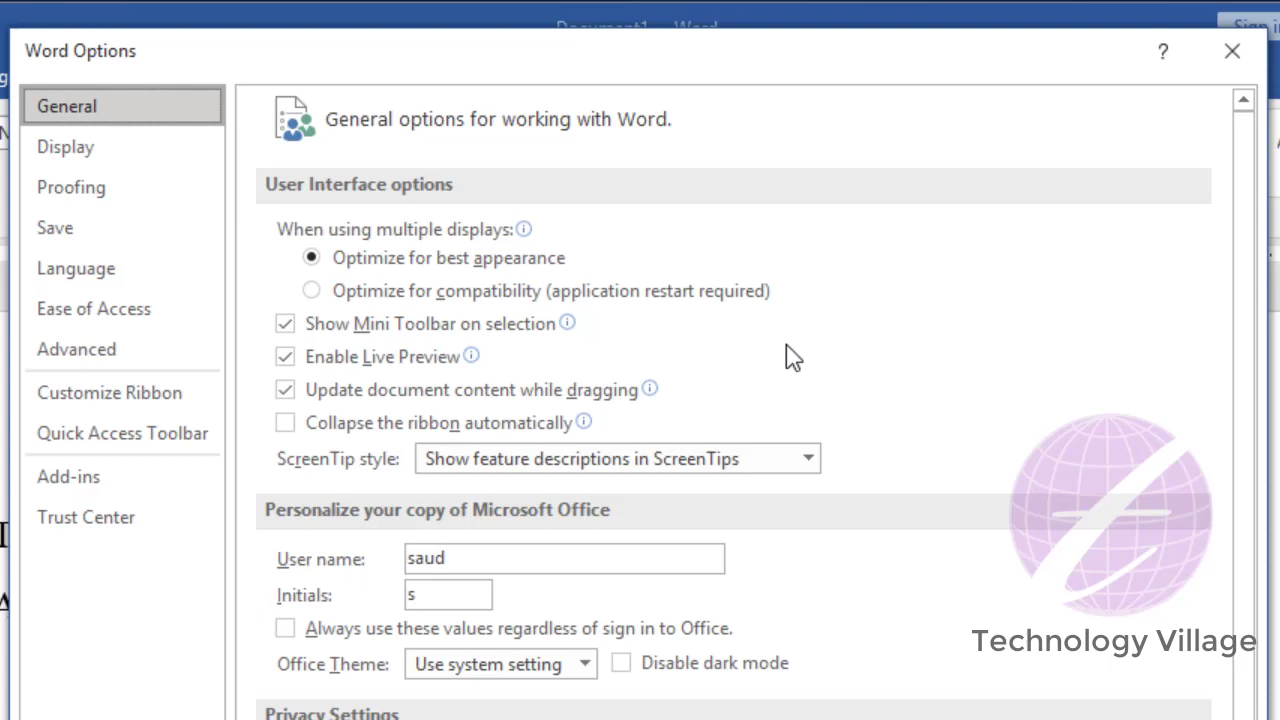 Document1 - Word
Sign i
Word Options
?
General
Display
Proofing
Save
Language
Ease of Access
Advanced
Customize Ribbon
Quick Access Toolbar
Add-ins
Trust Center
General options for working with Word.
User Interface options
When using multiple displays:
Optimize for best appearance
Optimize for compatibility (application restart required)
Show Mini Toolbar on selection
Enable Live Preview
Update document content while dragging
Collapse the ribbon automatically
ScreenTip style: Show feature descriptions in ScreenTips
Personalize your copy of Microsoft Office
User name: saud
Initials: s
Always use these values regardless of sign in to Office.
Office Theme: Use system setting Disable dark mode
Privacy Settings
Technology Village